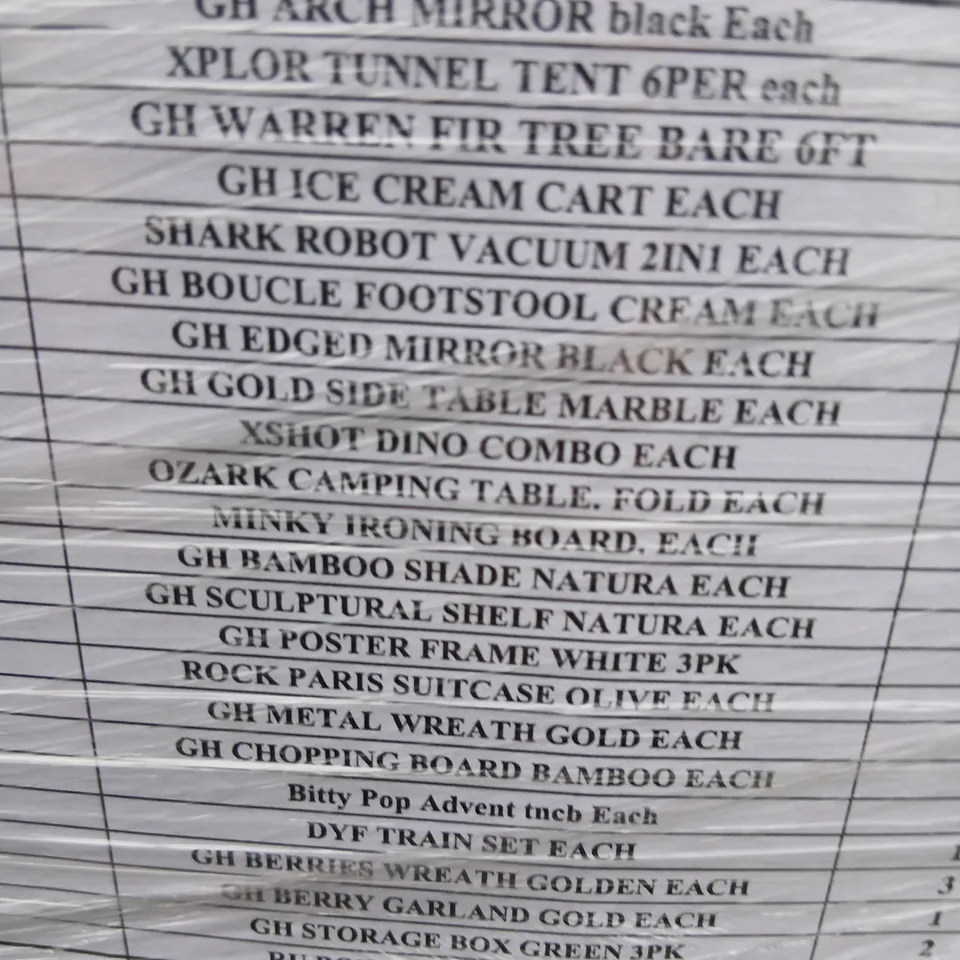 GH ARCH MIRROR black Each
XPLOR TUNNEL TENT 6PER each
GH WARREN FIR TREE BARE 6FT
GH ICE CREAM CART EACH
SHARK ROBOT VACUUM 2IN1 EACH
GH BOUCLE FOOTSTOOL CREAM EACH
GH EDGED MIRROR BLACK EACH
GH GOLD SIDE TABLE MARBLE EACH
XSHOT DINO COMBO EACH
OZARK CAMPING TABLE. FOLD EACH
MINKY IRONING BOARD. EACH
GH BAMBOO SHADE NATURA EACH
GH SCULPTURAL SHELF NATURA EACH
GH POSTER FRAME WHITE 3PK
ROCK PARIS SUITCASE OLIVE EACH
GH METAL WREATH GOLD EACH
GH CHOPPING BOARD BAMBOO EACH
Bitty Pop Advent tncb Each
DYF TRAIN SET EACH 1
GH BERRIES WREATH GOLDEN EACH 3
GH BERRY GARLAND GOLD EACH 1
GH STORAGE BOX GREEN 3PK 2